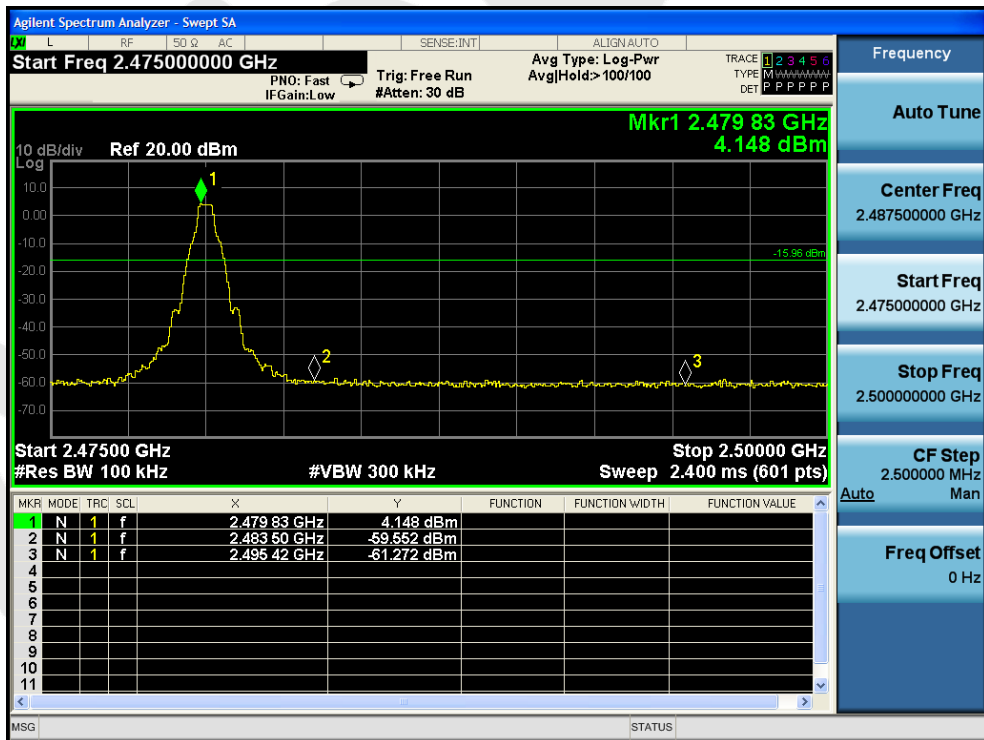 Agilent Spectrum Analyzer - Swept SA
LXI L RF 50 Ω AC SENSE:INT ALIGNAUTO
Start Freq 2.475000000 GHz
PNO: Fast
IFGain:Low
Trig: Free Run
#Atten: 30 dB
Avg Type: Log-Pwr
Avg|Hold:>100/100
TRACE 1 2 3 4 5 6
TYPE M WWWWW
DET P P P P P P
Mkr1 2.479 83 GHz
4.148 dBm
10 dB/div Ref 20.00 dBm
Log
10.0
0.00
-10.0
-20.0
-30.0
-40.0
-50.0
-60.0
-70.0
1
-15.96 dBm
2
3
Start 2.47500 GHz Stop 2.50000 GHz
#Res BW 100 kHz #VBW 300 kHz Sweep 2.400 ms (601 pts)
MKR MODE TRC SCL X Y FUNCTION FUNCTION WIDTH FUNCTION VALUE
1 N 1 f 2.479 83 GHz 4.148 dBm
2 N 1 f 2.483 50 GHz -59.552 dBm
3 N 1 f 2.495 42 GHz -61.272 dBm
4
5
6
7
8
9
10
11
MSG STATUS
Frequency
Auto Tune
Center Freq
2.487500000 GHz
Start Freq
2.475000000 GHz
Stop Freq
2.500000000 GHz
CF Step
2.500000 MHz
Auto Man
Freq Offset
0 Hz